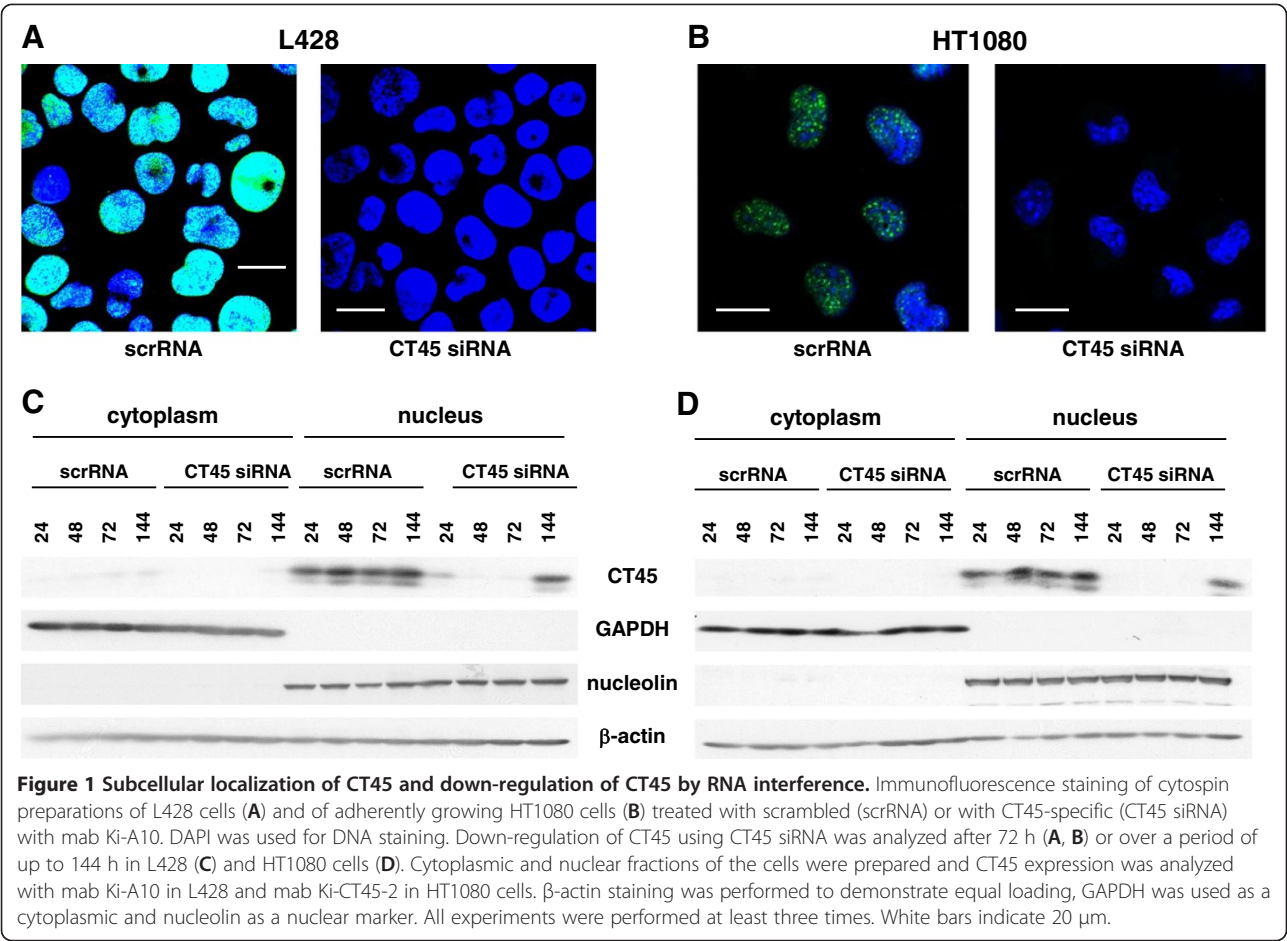 A
L428
B
HT1080
scrRNA
CT45 siRNA
scrRNA
CT45 siRNA
C
cytoplasm
nucleus
scrRNA
CT45 siRNA
scrRNA
CT45 siRNA
24 48 72 144 24 48 72 144 24 48 72 144 24 48 72 144
D
cytoplasm
nucleus
scrRNA
CT45 siRNA
scrRNA
CT45 siRNA
24 48 72 144 24 48 72 144 24 48 72 144 24 48 72 144
CT45
GAPDH
nucleolin
β-actin
Figure 1 Subcellular localization of CT45 and down-regulation of CT45 by RNA interference. Immunofluorescence staining of cytospin
preparations of L428 cells (A) and of adherently growing HT1080 cells (B) treated with scrambled (scrRNA) or with CT45-specific (CT45 siRNA)
with mab Ki-A10. DAPI was used for DNA staining. Down-regulation of CT45 using CT45 siRNA was analyzed after 72 h (A, B) or over a period of
up to 144 h in L428 (C) and HT1080 cells (D). Cytoplasmic and nuclear fractions of the cells were prepared and CT45 expression was analyzed
with mab Ki-A10 in L428 and mab Ki-CT45-2 in HT1080 cells. β-actin staining was performed to demonstrate equal loading, GAPDH was used as a
cytoplasmic and nucleolin as a nuclear marker. All experiments were performed at least three times. White bars indicate 20 μm.